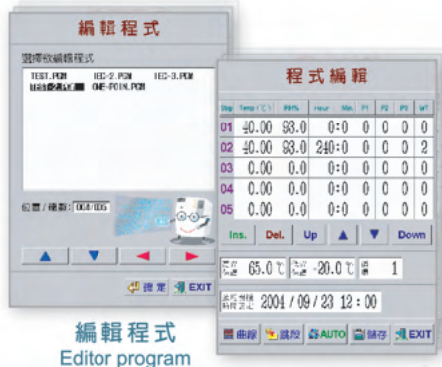 編輯程式
選擇欲編輯程式
TEST.PGM IEC-2.PGM IEC-3.PGM
ONE-POIN.PGM
位置/總數: 004/005
確定 EXIT
編輯程式
Editor program
程式編輯
Step Temp(℃) RH% Hour Min. P1 P2 P3 WT
01 40.00 93.0 0:0 0 0 0 0
02 40.00 93.0 240:0 0 0 0 2
03 0.00 0.0 0:0 0 0 0 0
04 0.00 0.0 0:0 0 0 0 0
05 0.00 0.0 0:0 0 0 0 0
Ins. Del. Up ▲ ▼ Down
65.0 ℃ -20.0 ℃ 1
2004 / 09 / 23 12 : 00
曲線 跳段 AUTO 儲存 EXIT